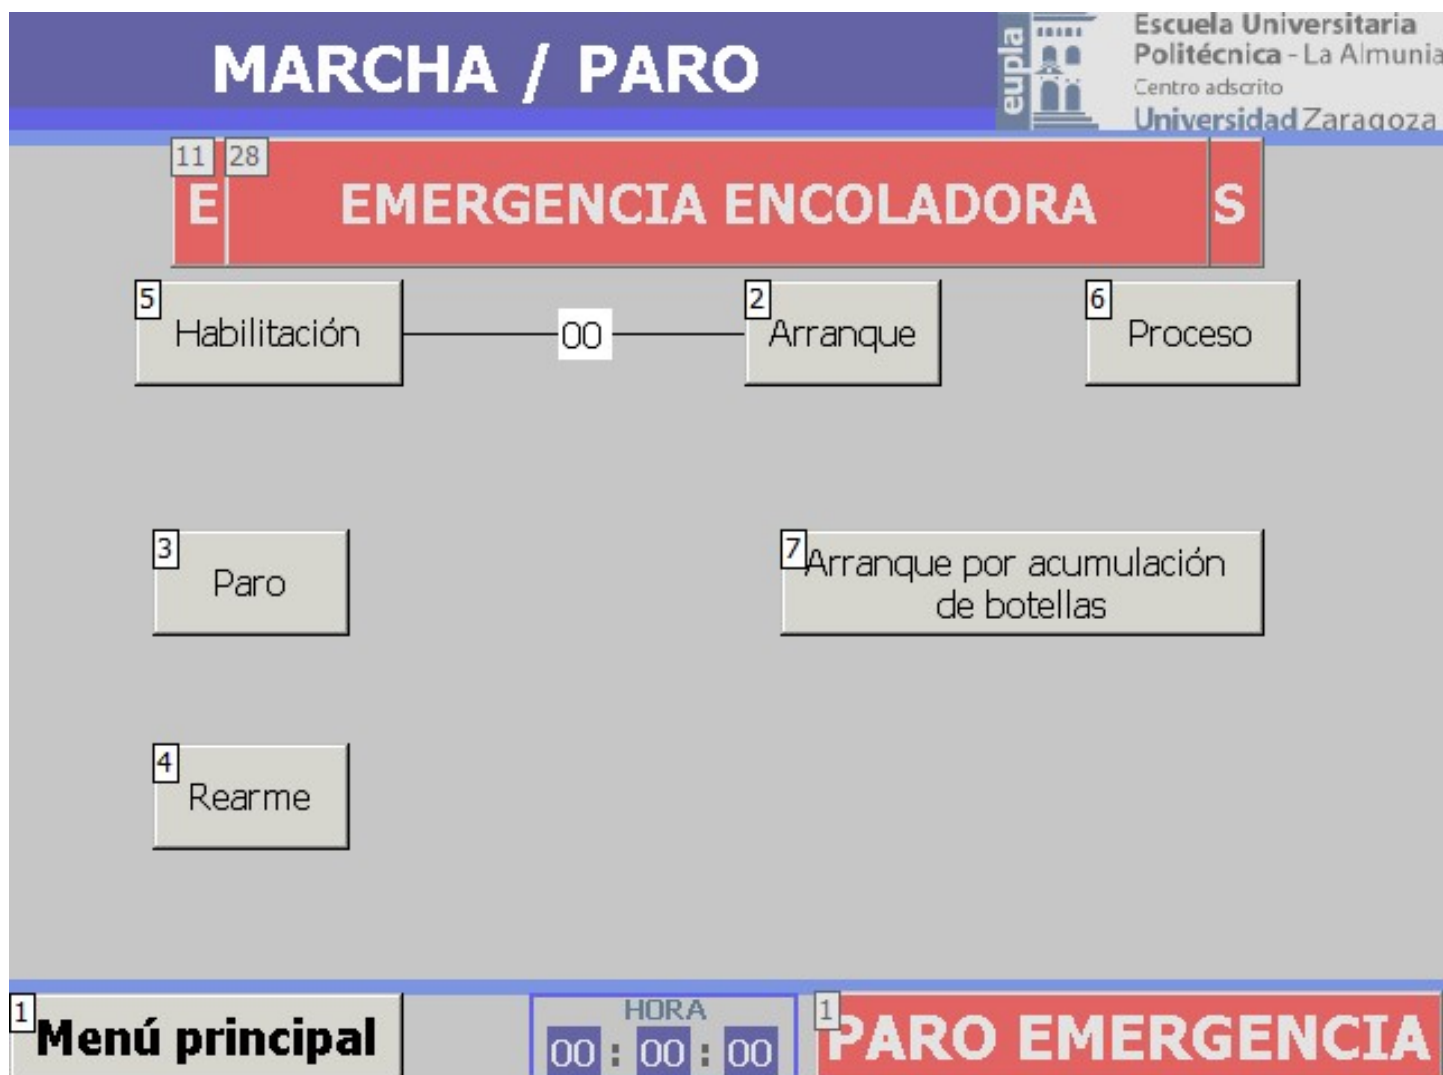 MARCHA / PARO
eupla
Escuela Universitaria
Politécnica - La Almunia
Centro adscrito
Universidad Zaragoza
11 28
E EMERGENCIA ENCOLADORA S
5 2 6
Habilitación 00 Arranque Proceso
3 7
Paro
Arranque por acumulación
de botellas
4
Rearme
1 HORA 1
Menú principal 00 : 00 : 00 PARO EMERGENCIA